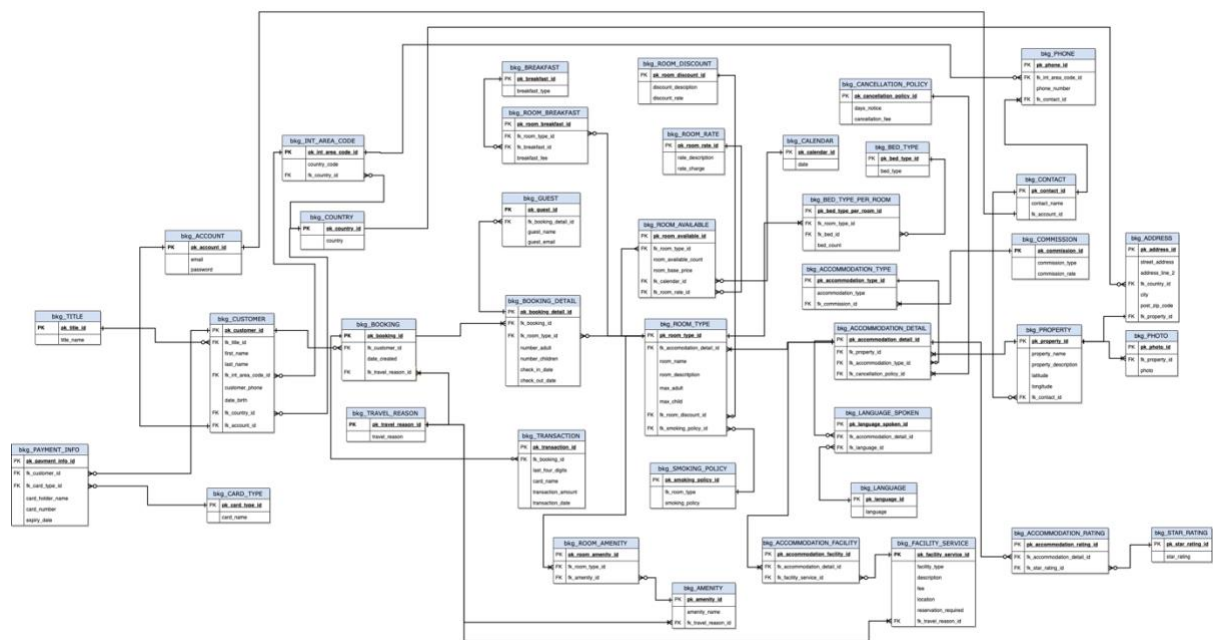 bkg_PHONE
PK pk_phone_id
FK fk_int_area_code_id
phone_number
FK fk_contact_id
bkg_BREAKFAST
PK pk_breakfast_id
breakfast_type
bkg_ROOM_DISCOUNT
PK pk_room_discount_id
discount_desciption
discount_rate
bkg_CANCELLATION_POLICY
PK pk_cancellation_policy_id
days_notice
cancellation_fee
bkg_ROOM_BREAKFAST
PK pk_room_breakfast_id
FK fk_room_type_id
FK fk_breakfast_id
breakfast_fee
bkg_ROOM_RATE
PK pk_room_rate_id
rate_description
rate_charge
bkg_CALENDAR
PK pk_calendar_id
date
bkg_BED_TYPE
PK pk_bed_type_id
bed_type
bkg_INT_AREA_CODE
PK pk_int_area_code_id
country_code
FK fk_country_id
bkg_CONTACT
PK pk_contact_id
contact_name
FK fk_account_id
bkg_GUEST
PK pk_guest_id
FK fk_booking_detail_id
guest_name
guest_email
bkg_BED_TYPE_PER_ROOM
PK pk_bed_type_per_room_id
FK fk_room_type_id
FK fk_bed_id
bed_count
bkg_COUNTRY
PK pk_country_id
country
bkg_ROOM_AVAILABLE
PK pk_room_available_id
FK fk_room_type_id
room_available_count
room_base_price
FK fk_calendar_id
FK fk_room_rate_id
bkg_ACCOUNT
PK pk_account_id
email
password
bkg_COMMISSION
PK pk_commission_id
commission_type
commission_rate
bkg_ADDRESS
PK pk_address_id
street_address
address_line_2
FK fk_country_id
city
post_zip_code
FK fk_property_id
bkg_ACCOMMODATION_TYPE
PK pk_accommodation_type_id
accommodation_type
FK fk_commission_id
bkg_TITLE
PK pk_title_id
title_name
bkg_CUSTOMER
PK pk_customer_id
FK fk_title_id
first_name
last_name
FK fk_int_area_code_id
customer_phone
date_birth
FK fk_country_id
FK fk_account_id
bkg_BOOKING
PK pk_booking_id
FK fk_customer_id
date_created
FK fk_travel_reason_id
bkg_BOOKING_DETAIL
PK pk_booking_detail_id
FK fk_booking_id
FK fk_room_type_id
number_adult
number_children
check_in_date
check_out_date
bkg_ROOM_TYPE
PK pk_room_type_id
FK fk_accomodation_detail_id
room_name
max_adult
max_child
FK fk_room_discount_id
FK fk_smoking_policy_id
bkg_ACCOMMODATION_DETAIL
PK pk_accommodation_detail_id
FK fk_property_id
FK fk_accommodation_type_id
FK fk_cancellation_policy_id
bkg_PROPERTY
PK pk_property_id
property_name
property_description
latitude
longitude
FK fk_contact_id
bkg_PHOTO
PK pk_photo_id
FK fk_property_id
photo
bkg_TRAVEL_REASON
PK pk_travel_reason_id
travel_reason
bkg_LANGUAGE_SPOKEN
PK pk_language_spoken_id
FK fk_accommodation_detail_id
FK fk_language_id
bkg_TRANSACTION
PK pk_transaction_id
FK fk_booking_id
last_four_digits
card_name
transaction_amount
transaction_date
bkg_PAYMENT_INFO
PK pk_payment_info_id
FK fk_customer_id
FK fk_card_type_id
card_holder_name
card_number
expiry_date
bkg_CARD_TYPE
PK pk_card_type_id
card_name
bkg_SMOKING_POLICY
PK pk_smoking_policy_id
fk_room_type
smoking_policy
bkg_LANGUAGE
PK pk_language_id
language
bkg_ROOM_AMENITY
PK pk_room_amenity_id
FK fk_room_type_id
FK fk_amenity_id
bkg_ACCOMMODATION_FACILITY
PK pk_accommodation_facility_id
FK fk_accommodation_detail_id
FK fk_facility_service_id
bkg_FACILITY_SERVICE
PK pk_facility_service_id
facility_type
description
fee
location
reservation_required
FK fk_travel_reason_id
bkg_ACCOMMODATION_RATING
PK pk_accommodation_rating_id
FK fk_accommodation_detail_id
FK fk_star_rating_id
bkg_STAR_RATING
PK pk_star_rating_id
star_rating
bkg_AMENITY
PK pk_amenity_id
amenity_name
FK fk_travel_reason_id